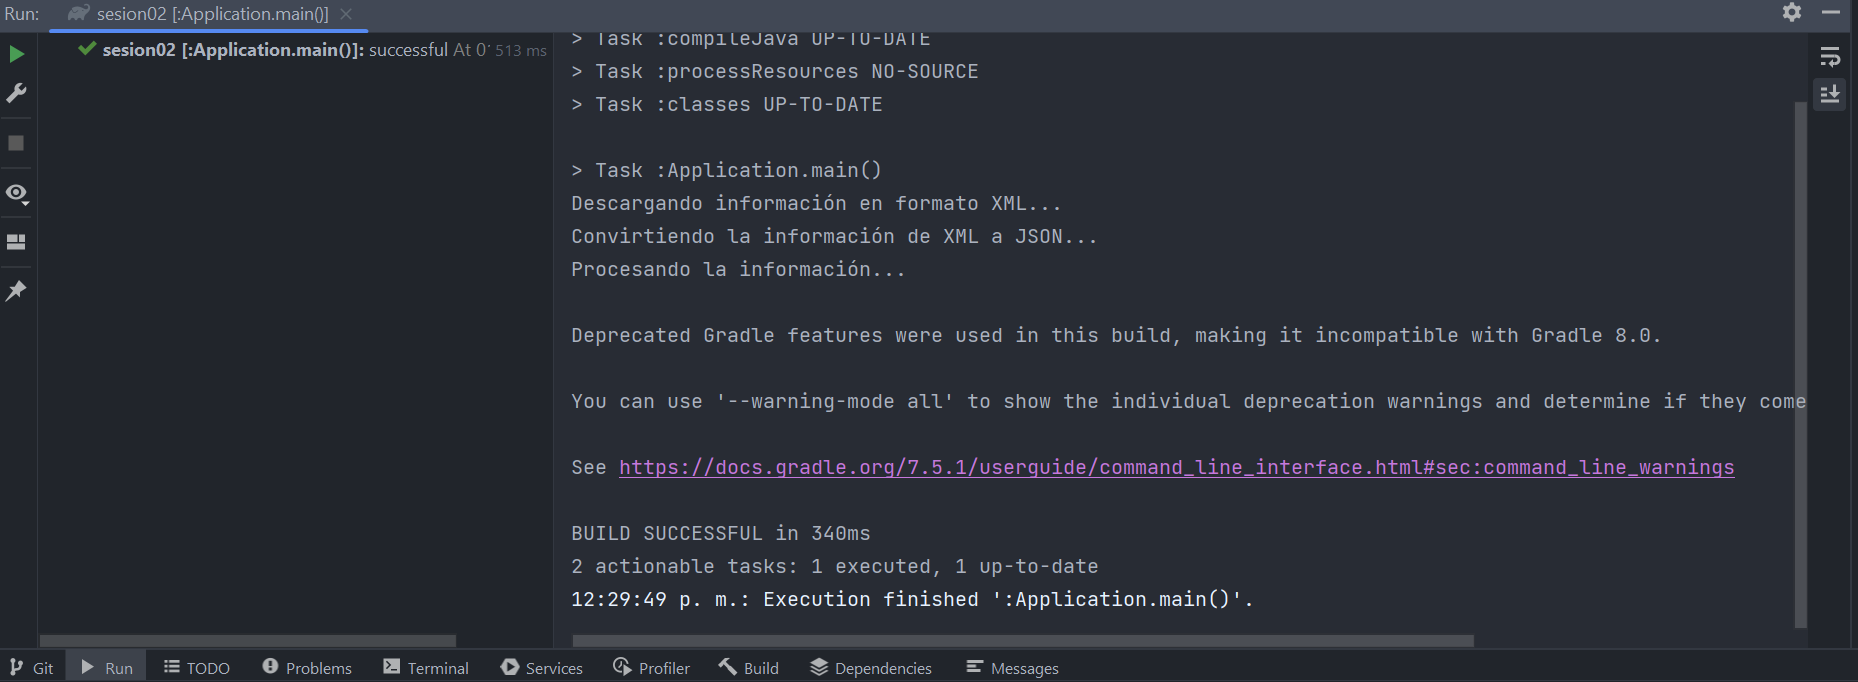 Run: sesion02 [:Application.main()]
sesion02 [:Application.main()]: successful At 0 513 ms
> Task :compileJava UP-TO-DATE
> Task :processResources NO-SOURCE
> Task :classes UP-TO-DATE
> Task :Application.main()
Descargando información en formato XML...
Convirtiendo la información de XML a JSON...
Procesando la información...
Deprecated Gradle features were used in this build, making it incompatible with Gradle 8.0.
You can use '--warning-mode all' to show the individual deprecation warnings and determine if they come
See https://docs.gradle.org/7.5.1/userguide/command_line_interface.html#sec:command_line_warnings
BUILD SUCCESSFUL in 340ms
2 actionable tasks: 1 executed, 1 up-to-date
12:29:49 p. m.: Execution finished ':Application.main()'.
Git Run TODO Problems Terminal Services Profiler Build Dependencies Messages